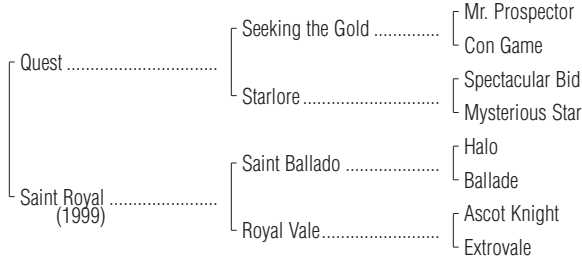 Mr. Prospector
Seeking the Gold ..............
Con Game
Quest ................................
Spectacular Bid
Starlore.............................
Mysterious Star
Halo
Saint Ballado ....................
Ballade
Saint Royal .......................
(1999)
Ascot Knight
Royal Vale.........................
Extrovale